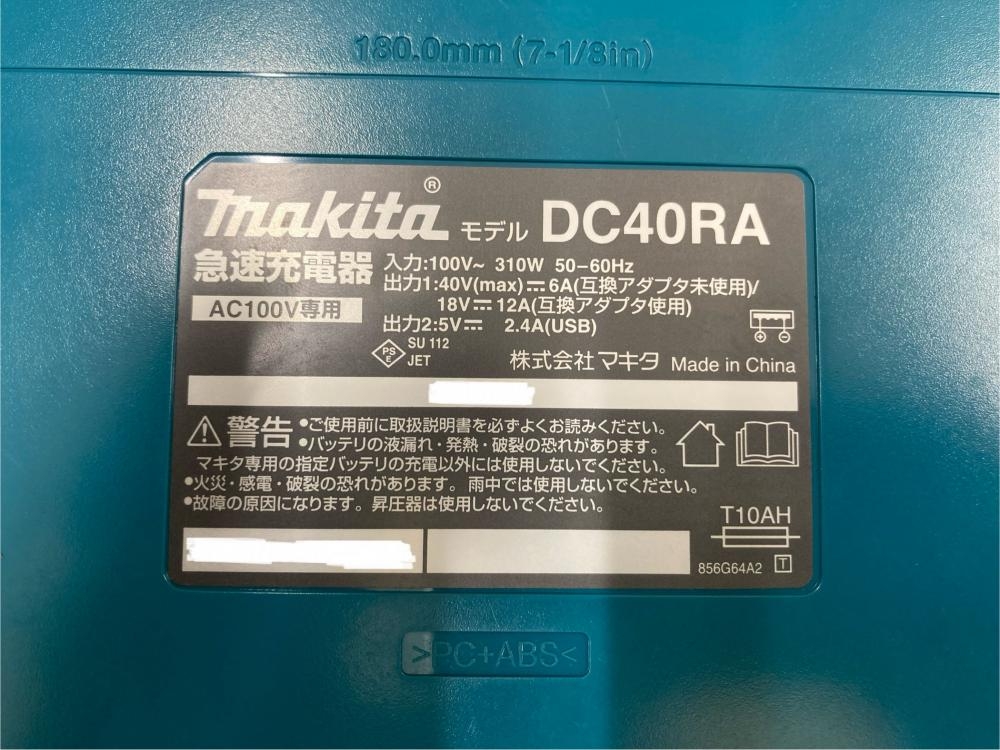 180.0mm (7-1/8in)
makita® モデル DC40RA
急速充電器
AC100V専用
入力:100V～ 310W 50−60Hz
出力1:40V(max)⎓6A(互換アダプタ未使用)/
18V⎓12A(互換アダプタ使用)
出力2:5V⎓ 2.4A(USB)
PSE SU 112
JET
株式会社マキタ Made in China
警告
•ご使用前に取扱説明書を必ずよくお読みください。
•バッテリの液漏れ・発熱・破裂の恐れがあります。
マキタ専用の指定バッテリの充電以外には使用しないでください。
•火災・感電・破裂の恐れがあります。雨中では使用しないでください。
•故障の原因になります。昇圧器は使用しないでください。
T10AH
856G64A2 T
>PC+ABS<